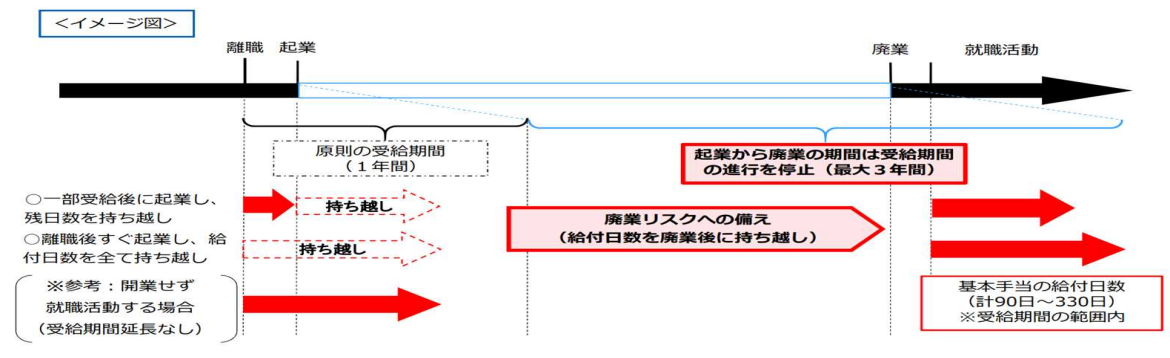 ＜イメージ図＞
離職
起業
廃業
就職活動
原則の受給期間
（１年間）
起業から廃業の期間は受給期間
の進行を停止（最大３年間）
○一部受給後に起業し、
残日数を持ち越し
持ち越し
○離職後すぐ起業し、給
付日数を全て持ち越し
持ち越し
廃業リスクへの備え
（給付日数を廃業後に持ち越し）
※参考：開業せず
就職活動する場合
（受給期間延長なし）
基本手当の給付日数
（計90日～330日）
※受給期間の範囲内